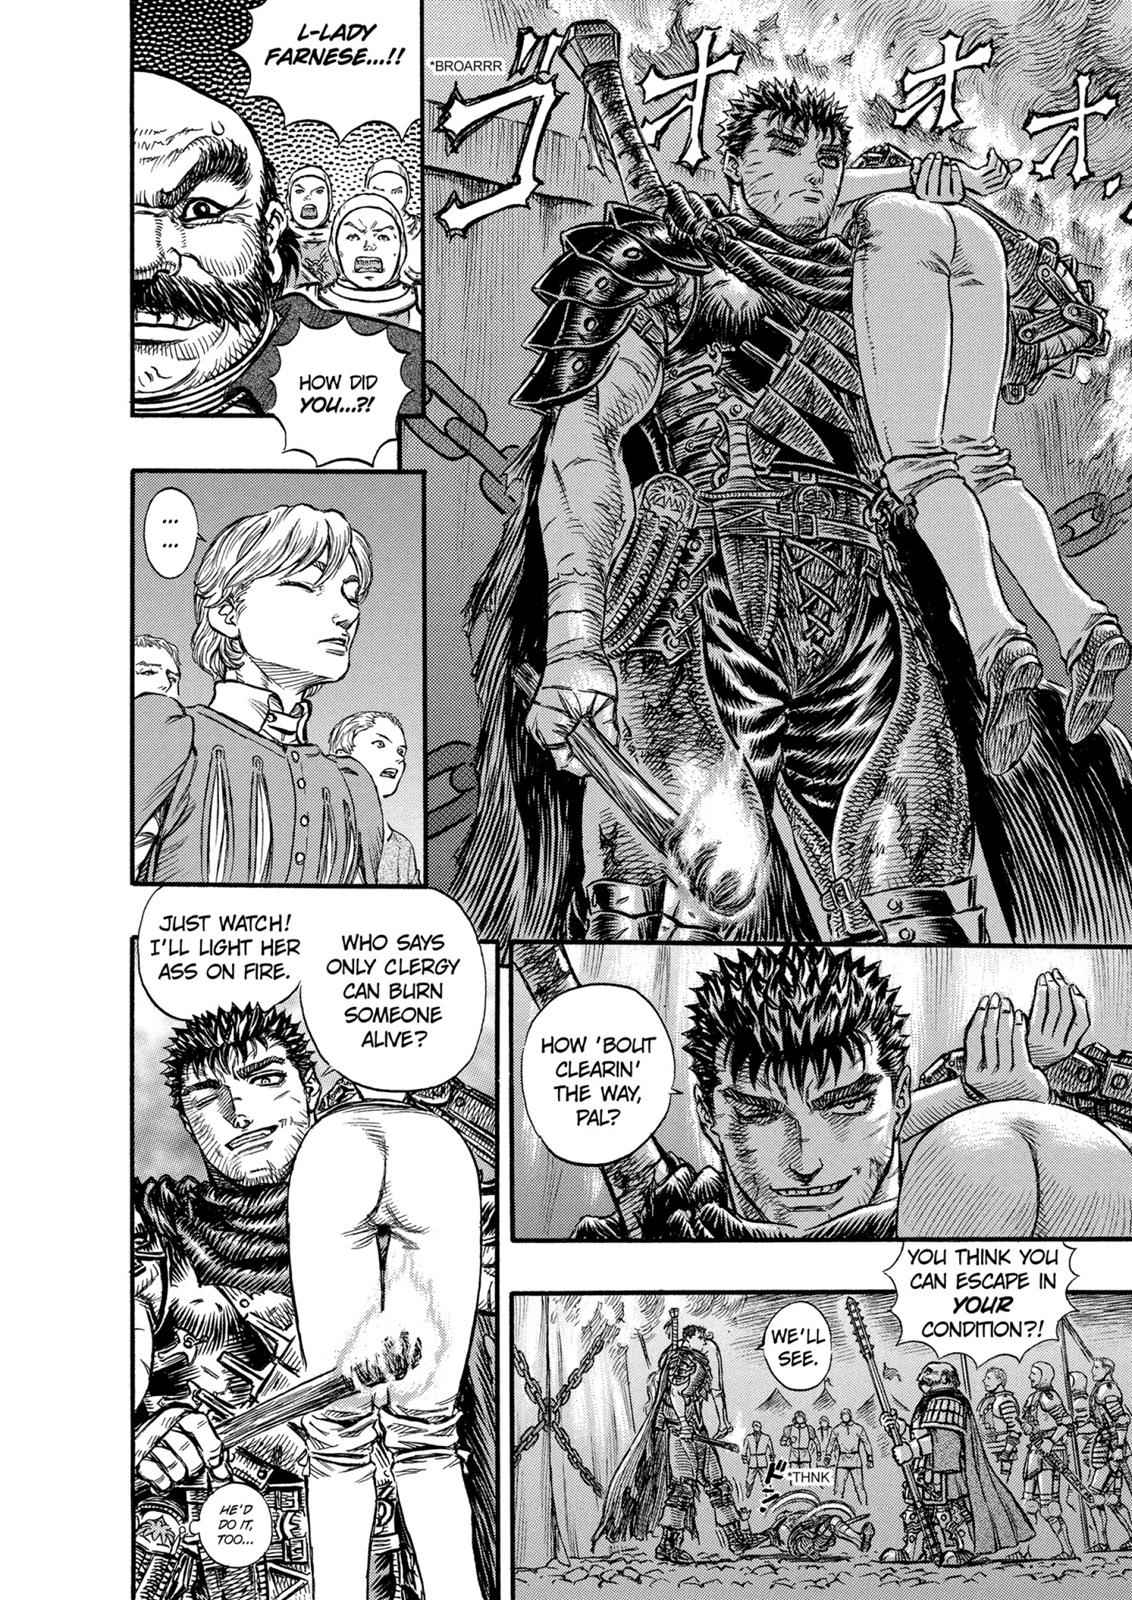 *BROARRR
ゴオオオ
L-LADY
FARNESE...!!
HOW DID
YOU...?!
...
...
HOW 'BOUT
CLEARIN'
THE WAY,
PAL?
WHO SAYS
ONLY CLERGY
CAN BURN
SOMEONE
ALIVE?
JUST WATCH!
I'LL LIGHT HER
ASS ON FIRE.
HE'D
DO IT,
TOO...
YOU THINK YOU
CAN ESCAPE IN
YOUR
CONDITION?!
WE'LL
SEE.
*THNK